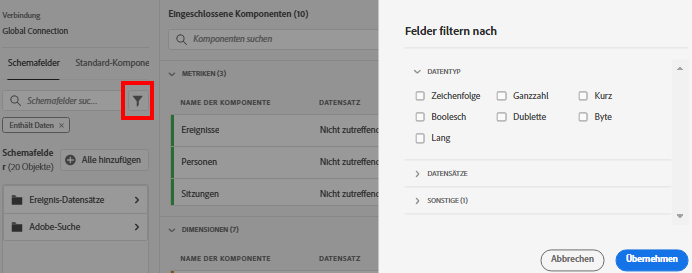 Verbindung
Global Connection
Schemafelder
Standard-Kompone
Schemafelder suc...
Enthält Daten ×
Schemafelde
r (20 Objekte)
Alle hinzufügen
Ereignis-Datensätze
Adobe-Suche
Eingeschlossene Komponenten (10)
Komponenten suchen
METRIKEN (3)
NAME DER KOMPONENTE DATENSATZ
Ereignisse Nicht zutreffend
Personen Nicht zutreffend
Sitzungen Nicht zutreffend
DIMENSIONEN (7)
NAME DER KOMPONENTE DATENSATZ
Felder filtern nach
DATENTYP
Zeichenfolge Ganzzahl Kurz
Boolesch Dublette Byte
Lang
DATENSÄTZE
SONSTIGE (1)
Abbrechen Übernehmen